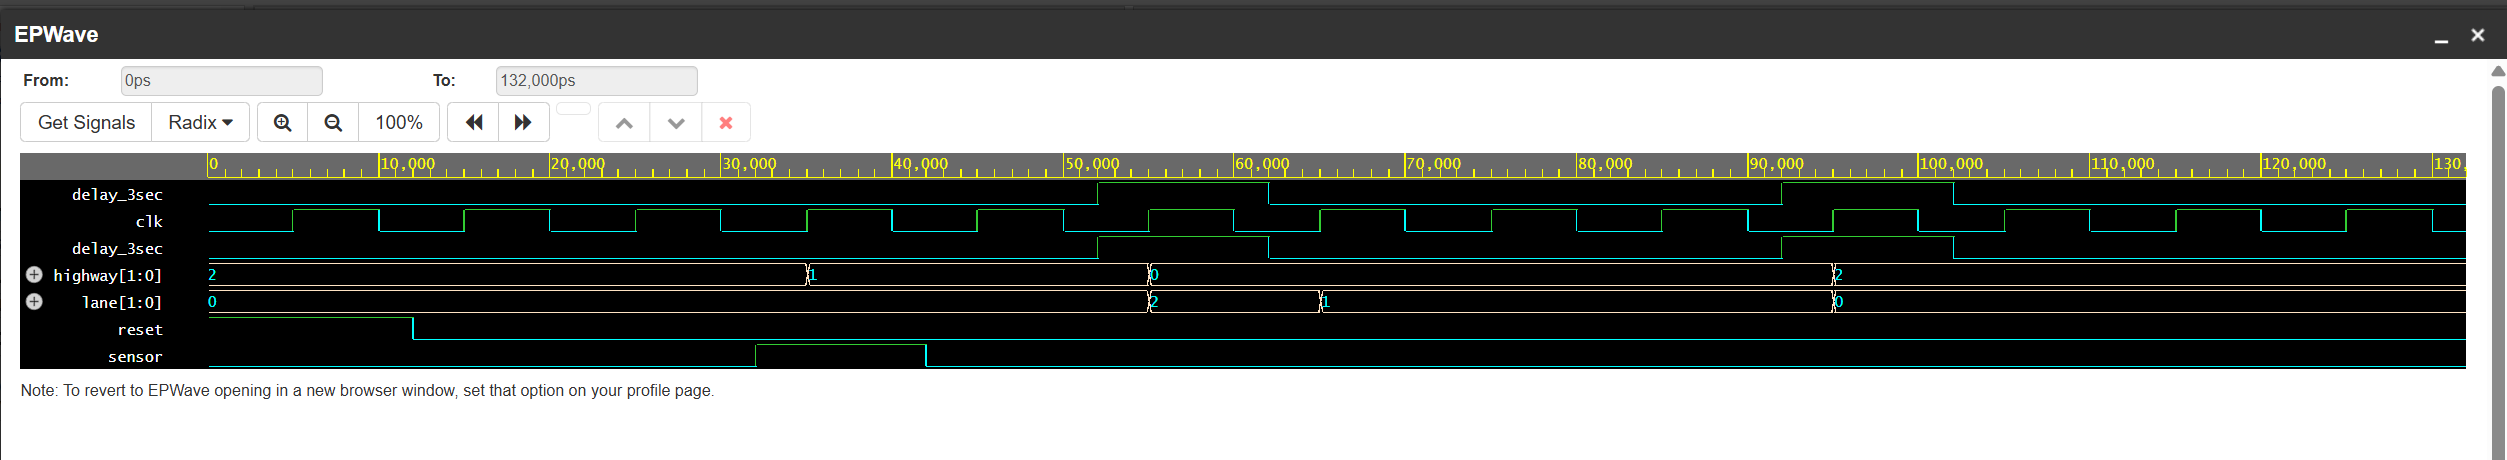 EPWave
From: 0ps To: 132,000ps
Get Signals Radix 100%
0 10,000 20,000 30,000 40,000 50,000 60,000 70,000 80,000 90,000 100,000 110,000 120,000 130,
delay_3sec
clk
delay_3sec
highway[1:0] 2 1 0 2
lane[1:0] 0 2 1 0
reset
sensor
Note: To revert to EPWave opening in a new browser window, set that option on your profile page.